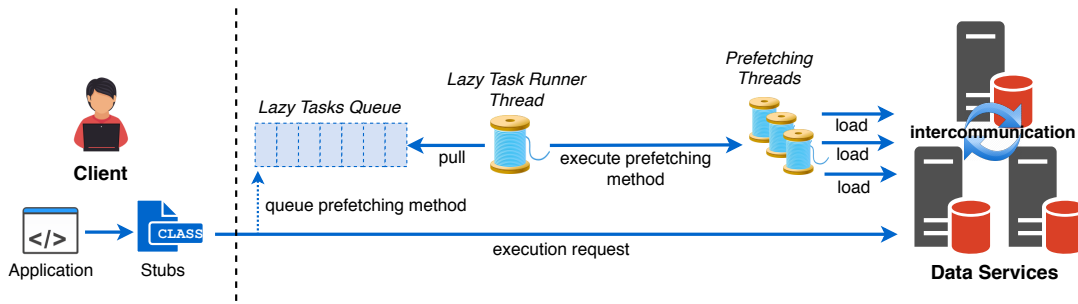 Client
</>
Application
CLASS
Stubs
Lazy Tasks Queue
queue prefetching method
pull
Lazy Task Runner
Thread
execute prefetching
method
Prefetching
Threads
load
load
load
execution request
intercommunication
Data Services